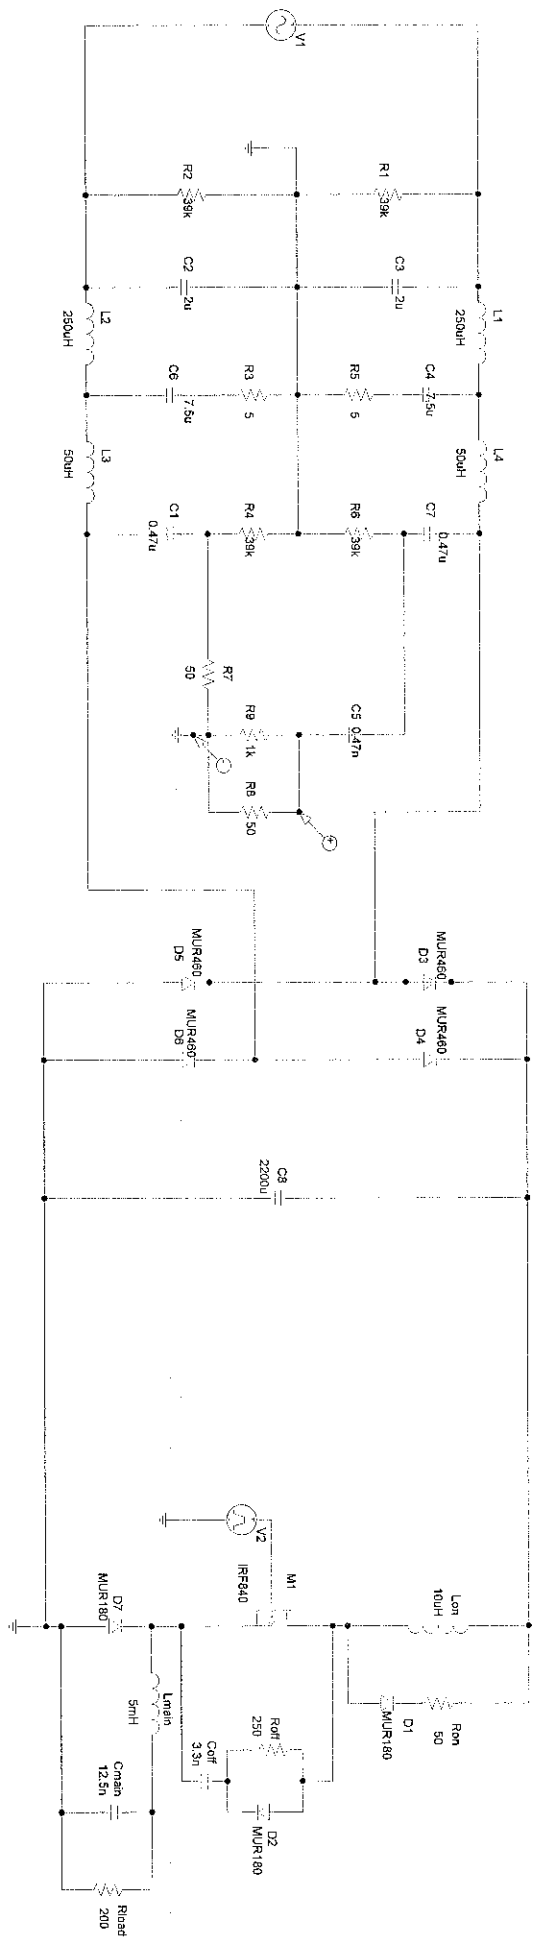 V1
R1
39k
R2
39k
C3
2u
C2
2u
L1
250uH
L2
250uH
C4
7.5u
R5
5
R3
5
C6
7.5u
L4
50uH
L3
50uH
C7
0.47u
R6
39k
R4
39k
C1
0.47u
R7
50
C5
0.47n
R9
1k
R8
50
+
-
MUR460
D3
MUR460
D4
MUR460
D5
MUR460
D6
C8
2200u
V2
M1
IRF840
Lon
10uH
Ron
50
D1
MUR180
Roff
250
D2
MUR180
Coff
3.3n
D7
MUR180
Lmain
5mH
Cmain
12.5n
Rload
200